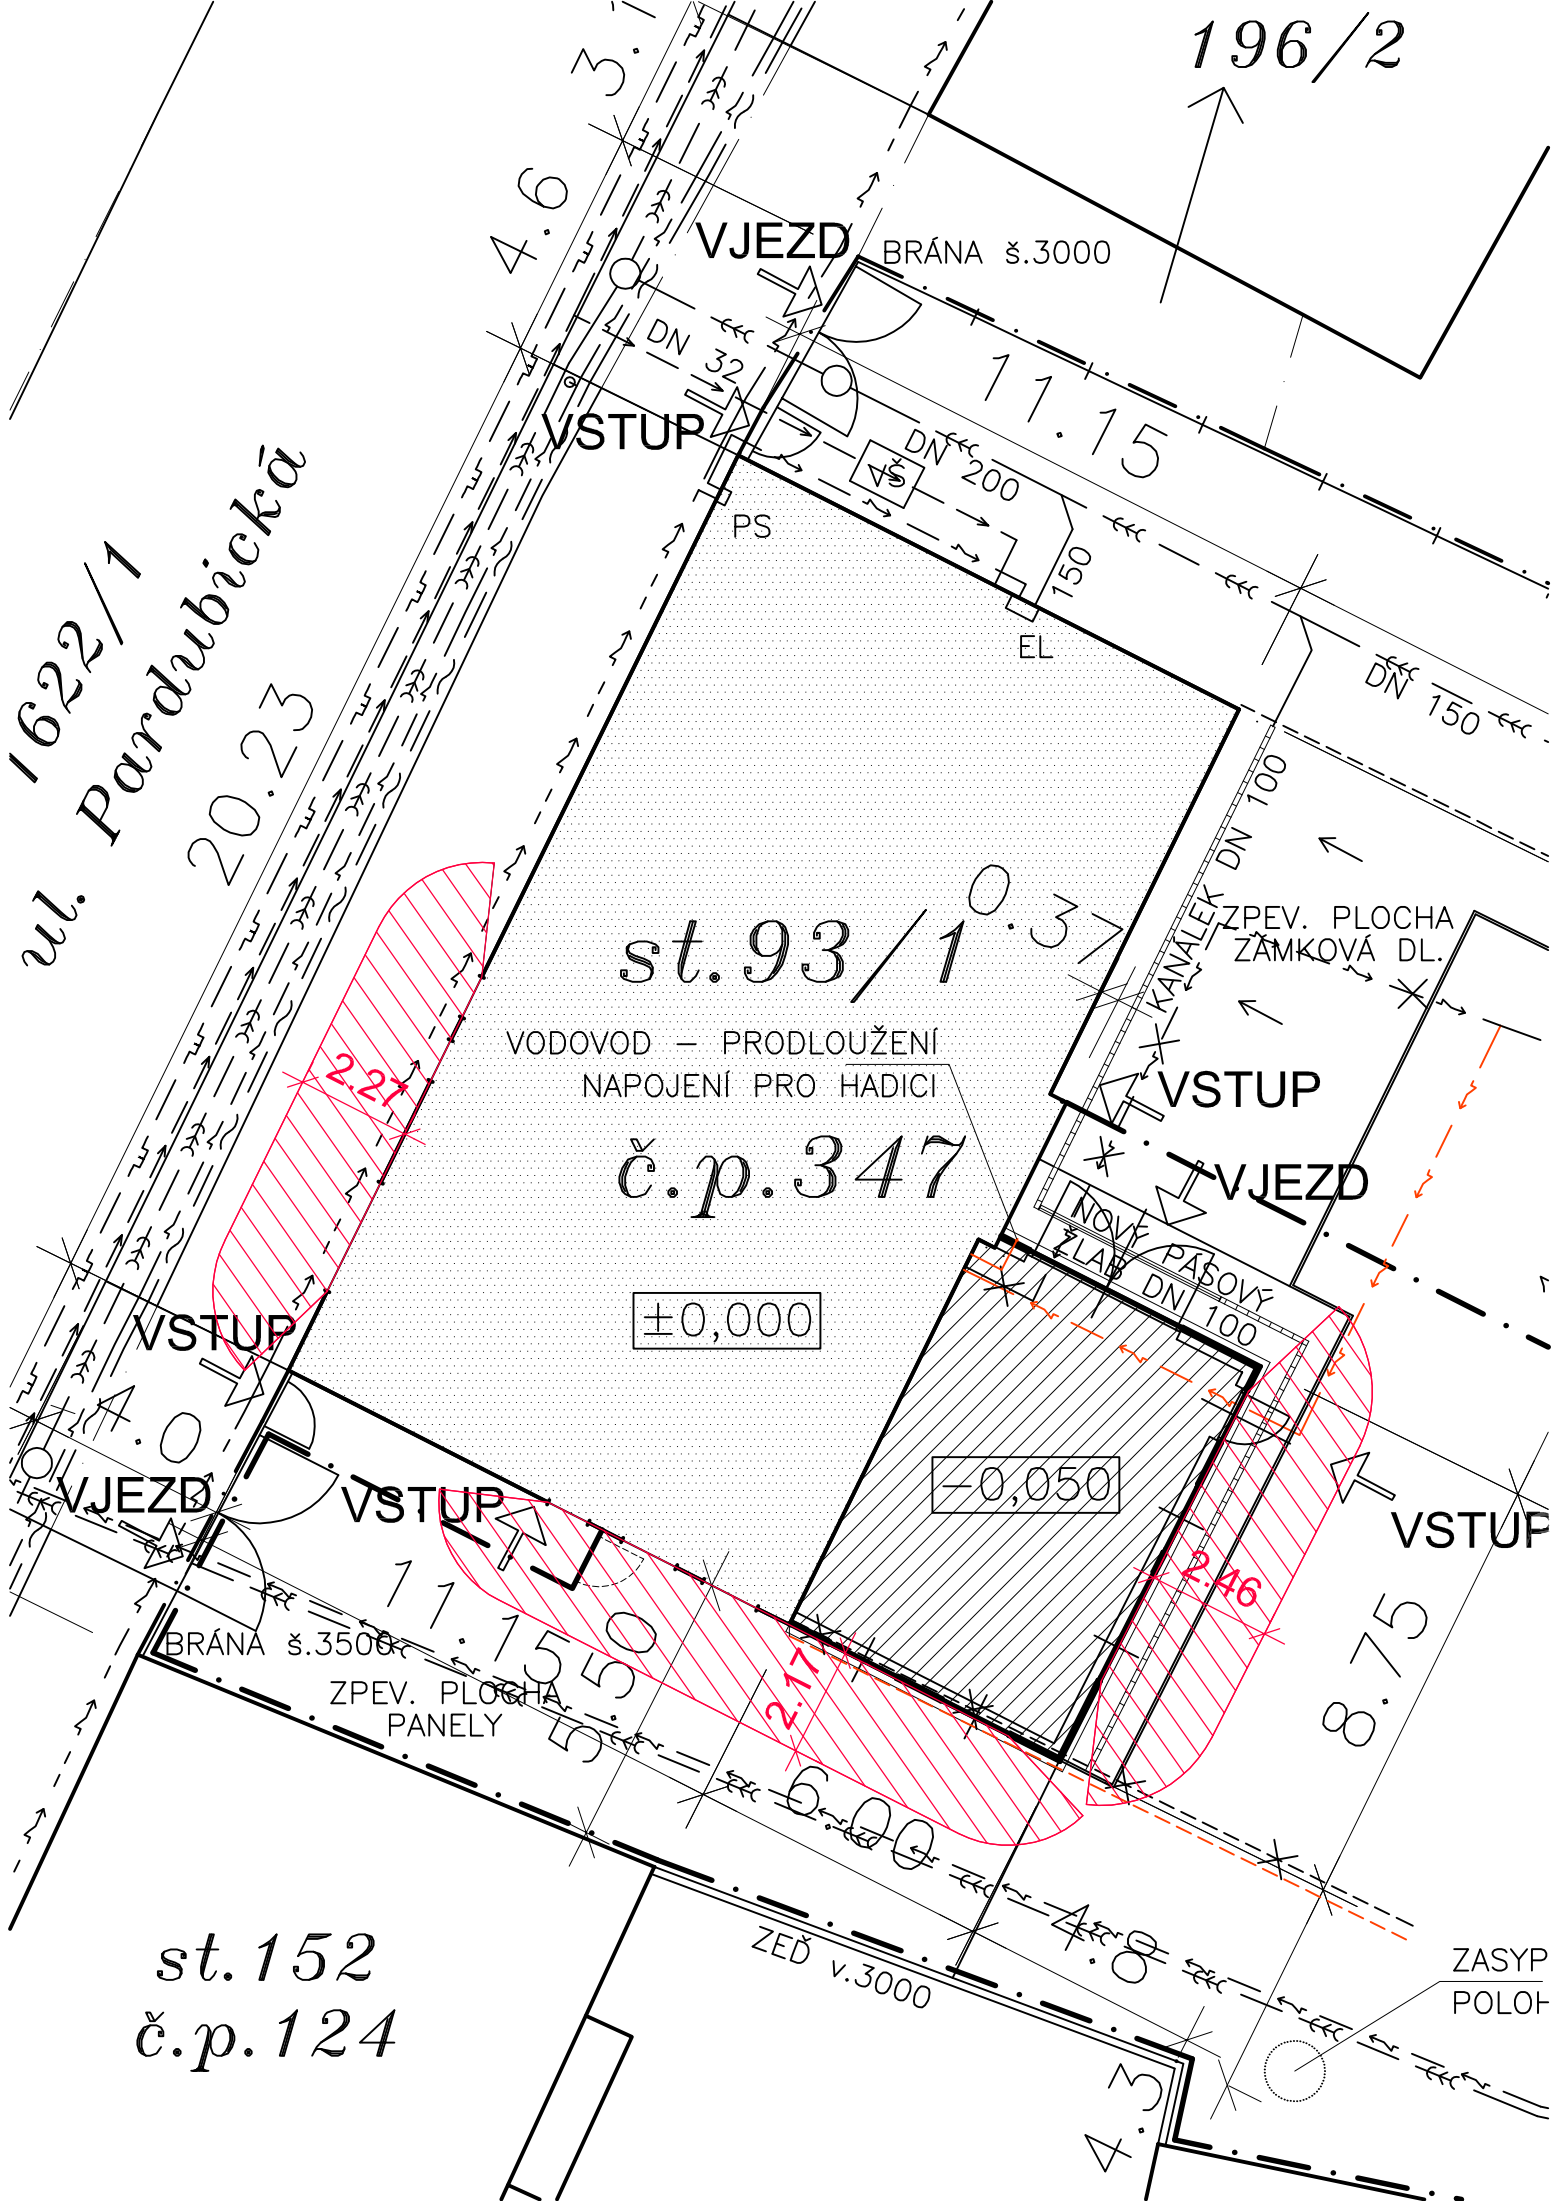 196/2
3.
4.6
VJEZD
BRÁNA š.3000
DN 32
11.15
VSTUP
DN 200
VŠ
PS
150
EL
1622/1
ul. Pardubická
20.23
DN 150
KANÁLEK DN 100
0.37
ZPEV. PLOCHA
ZÁMKOVÁ DL.
st.93/1
VODOVOD – PRODLOUŽENÍ
NAPOJENÍ PRO HADICI
2.27
VSTUP
č.p.347
VJEZD
NOVÝ PÁSOVÝ
ŽLAB DN 100
±0,000
VSTUP
4.0
-0,050
VJEZD
VSTUP
VSTUP
2.46
11.15
5.50
BRÁNA š.3500
ZPEV. PLOCHA
PANELY
2.17
8.75
6.00
4.8
st.152
č.p.124
ZEĎ v.3000
ZASYP
POLOH
4.3